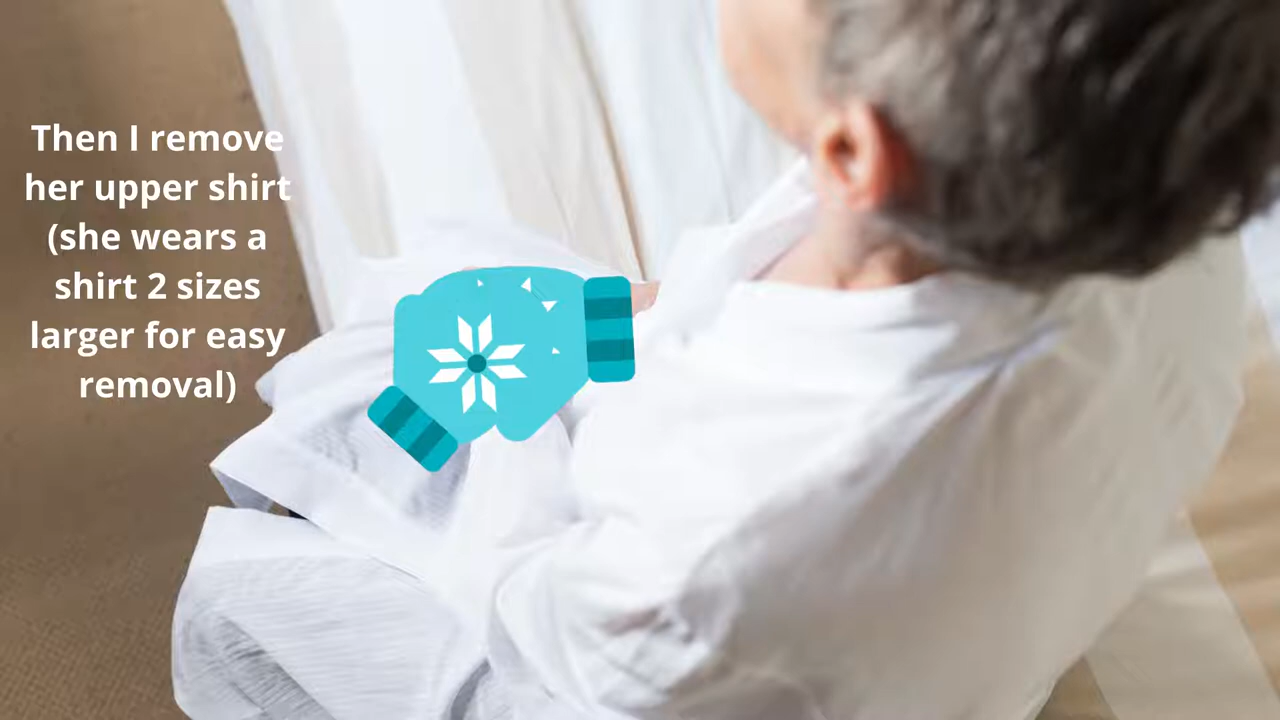 Then I remove
her upper shirt
(she wears a
shirt 2 sizes
larger for easy
removal)